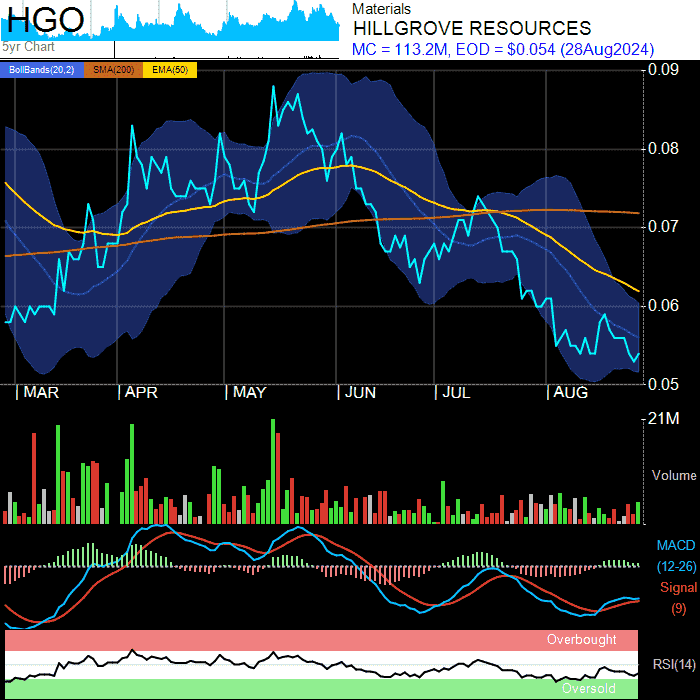 HGO
5yr Chart
Materials
HILLGROVE RESOURCES
MC = 113.2M, EOD = $0.054 (28Aug2024)
BollBands(20,2) SMA(200) EMA(50)
0.09
0.08
0.07
0.06
0.05
MAR APR MAY JUN JUL AUG
21M
Volume
MACD
(12-26)
Signal
(9)
Overbought
RSI(14)
Oversold